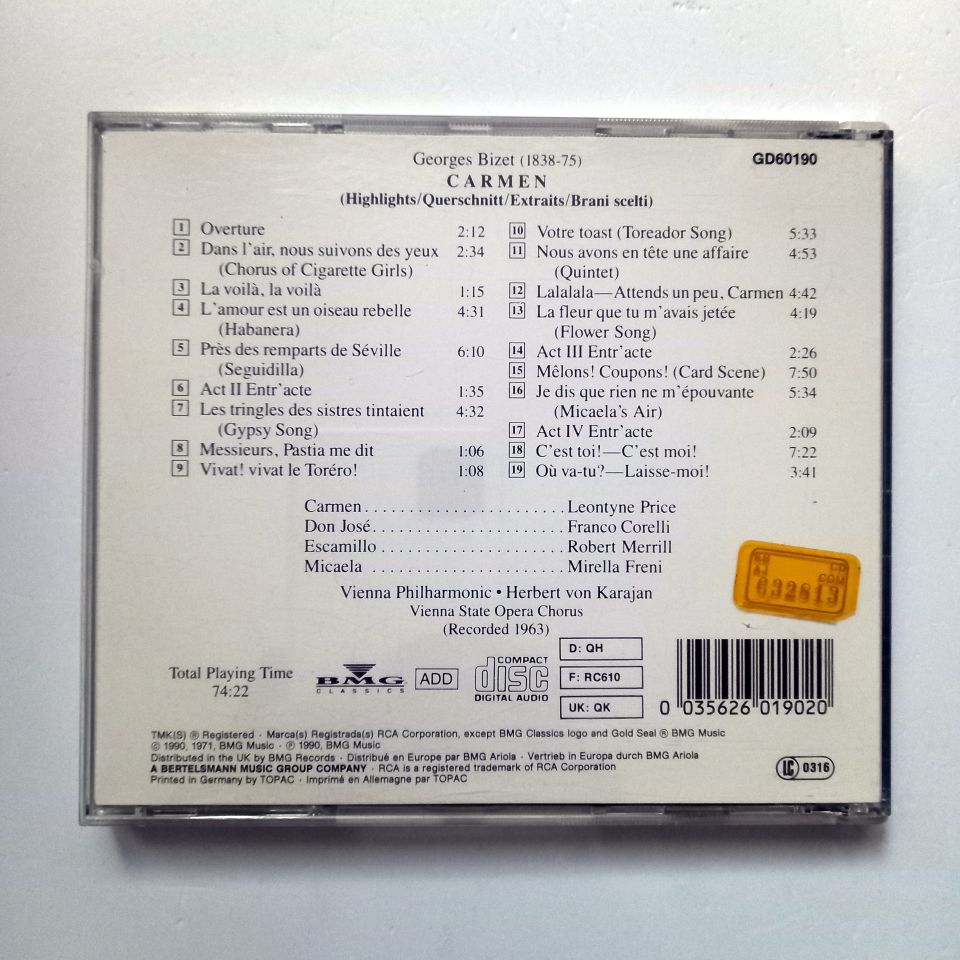 Georges Bizet (1838-75)
GD60190
CARMEN
(Highlights/Querschnitt/Extraits/Brani scelti)
1 Overture 2:12
2 Dans l'air, nous suivons des yeux 2:34
(Chorus of Cigarette Girls)
3 La voilà, la voilà 1:15
4 L'amour est un oiseau rebelle 4:31
(Habanera)
5 Près des remparts de Séville 6:10
(Seguidilla)
6 Act II Entr'acte 1:35
7 Les tringles des sistres tintaient 4:32
(Gypsy Song)
8 Messieurs, Pastia me dit 1:06
9 Vivat! vivat le Toréro! 1:08
10 Votre toast (Toreador Song) 5:33
11 Nous avons en tête une affaire 4:53
(Quintet)
12 Lalalala—Attends un peu, Carmen 4:42
13 La fleur que tu m'avais jetée 4:19
(Flower Song)
14 Act III Entr'acte 2:26
15 Mêlons! Coupons! (Card Scene) 7:50
16 Je dis que rien ne m'épouvante 5:34
(Micaela's Air)
17 Act IV Entr'acte 2:09
18 C'est toi!—C'est moi! 7:22
19 Où va-tu?—Laisse-moi! 3:41
Carmen . . . . . . . . . . . . . . . . . . . . . . . Leontyne Price
Don José . . . . . . . . . . . . . . . . . . . . . . Franco Corelli
Escamillo . . . . . . . . . . . . . . . . . . . . . Robert Merrill
Micaela . . . . . . . . . . . . . . . . . . . . . . Mirella Freni
Vienna Philharmonic • Herbert von Karajan
Vienna State Opera Chorus
(Recorded 1963)
CD
COM
632813
Total Playing Time
74:22
BMG
CLASSICS
ADD
COMPACT
disc
DIGITAL AUDIO
D: QH
F: RC610
UK: QK
0 035626 019020
TMK(S) ® Registered · Marca(s) Registrada(s) RCA Corporation, except BMG Classics logo and Gold Seal ® BMG Music
© 1990, 1971, BMG Music · ℗ 1990, BMG Music
Distributed in the UK by BMG Records · Distribué en Europe par BMG Ariola · Vertrieb in Europa durch BMG Ariola
A BERTELSMANN MUSIC GROUP COMPANY · RCA is a registered trademark of RCA Corporation
Printed in Germany by TOPAC · Imprimé en Allemagne par TOPAC
LC 0316